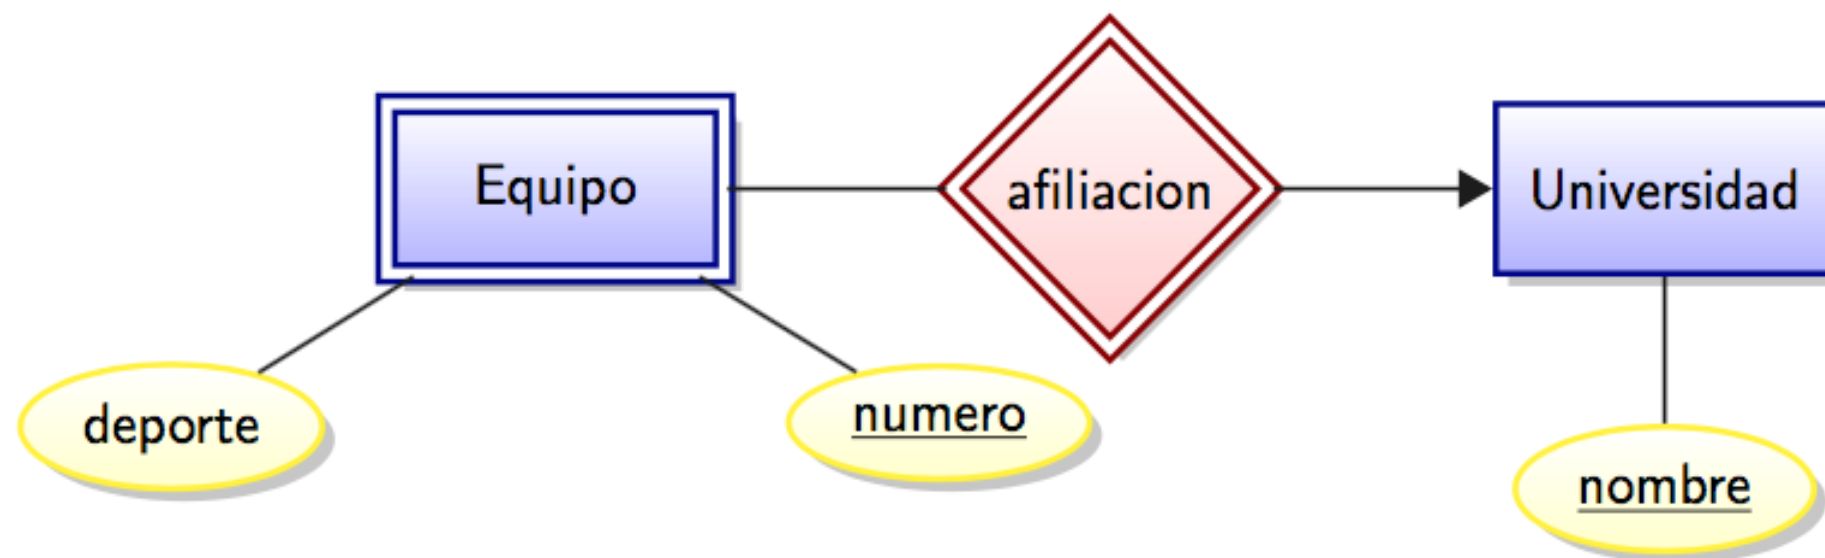 Equipo
afiliacion
Universidad
deporte
numero
nombre